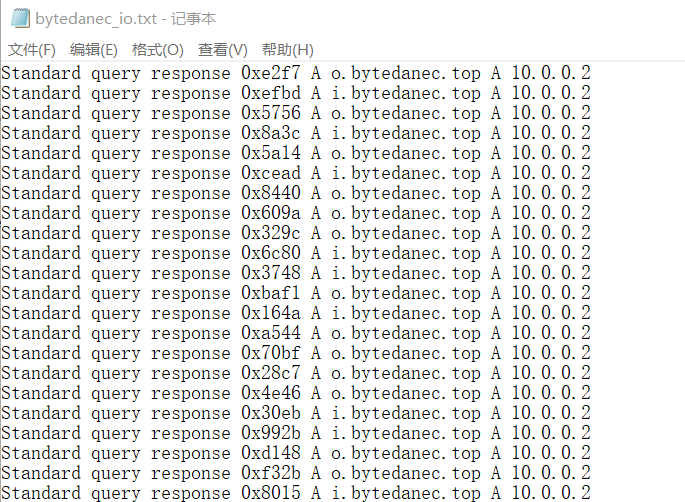 bytedanec_io.txt - 记事本
文件(F) 编辑(E) 格式(O) 查看(V) 帮助(H)
Standard query response 0xe2f7 A o.bytedanec.top A 10.0.0.2
Standard query response 0xefbd A i.bytedanec.top A 10.0.0.2
Standard query response 0x5756 A o.bytedanec.top A 10.0.0.2
Standard query response 0x8a3c A i.bytedanec.top A 10.0.0.2
Standard query response 0x5a14 A o.bytedanec.top A 10.0.0.2
Standard query response 0xcead A i.bytedanec.top A 10.0.0.2
Standard query response 0x8440 A o.bytedanec.top A 10.0.0.2
Standard query response 0x609a A o.bytedanec.top A 10.0.0.2
Standard query response 0x329c A o.bytedanec.top A 10.0.0.2
Standard query response 0x6c80 A i.bytedanec.top A 10.0.0.2
Standard query response 0x3748 A i.bytedanec.top A 10.0.0.2
Standard query response 0xbaf1 A o.bytedanec.top A 10.0.0.2
Standard query response 0x164a A i.bytedanec.top A 10.0.0.2
Standard query response 0xa544 A o.bytedanec.top A 10.0.0.2
Standard query response 0x70bf A o.bytedanec.top A 10.0.0.2
Standard query response 0x28c7 A o.bytedanec.top A 10.0.0.2
Standard query response 0x4e46 A o.bytedanec.top A 10.0.0.2
Standard query response 0x30eb A i.bytedanec.top A 10.0.0.2
Standard query response 0x992b A i.bytedanec.top A 10.0.0.2
Standard query response 0xd148 A o.bytedanec.top A 10.0.0.2
Standard query response 0xf32b A o.bytedanec.top A 10.0.0.2
Standard query response 0x8015 A i.bytedanec.top A 10.0.0.2